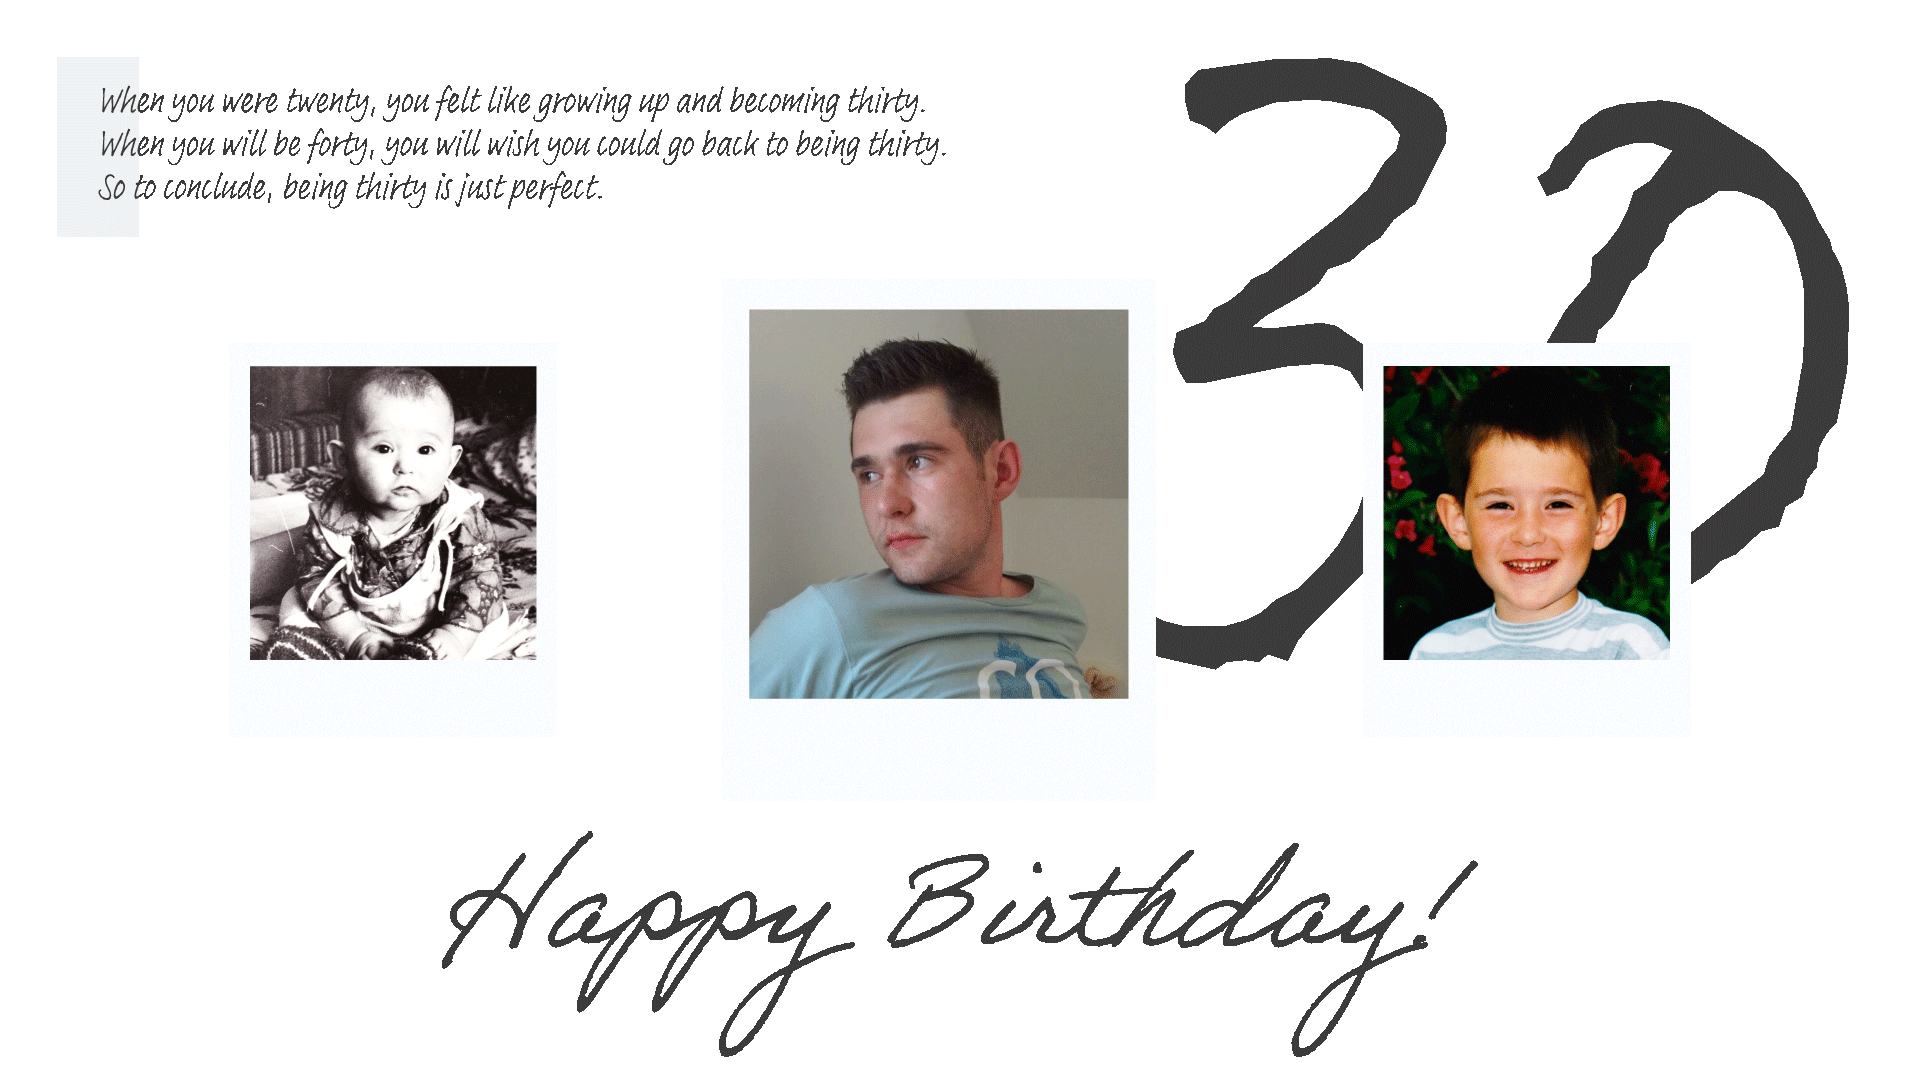 When you were twenty, you felt like growing up and becoming thirty.
When you will be forty, you will wish you could go back to being thirty.
So to conclude, being thirty is just perfect.
30
Happy Birthday!